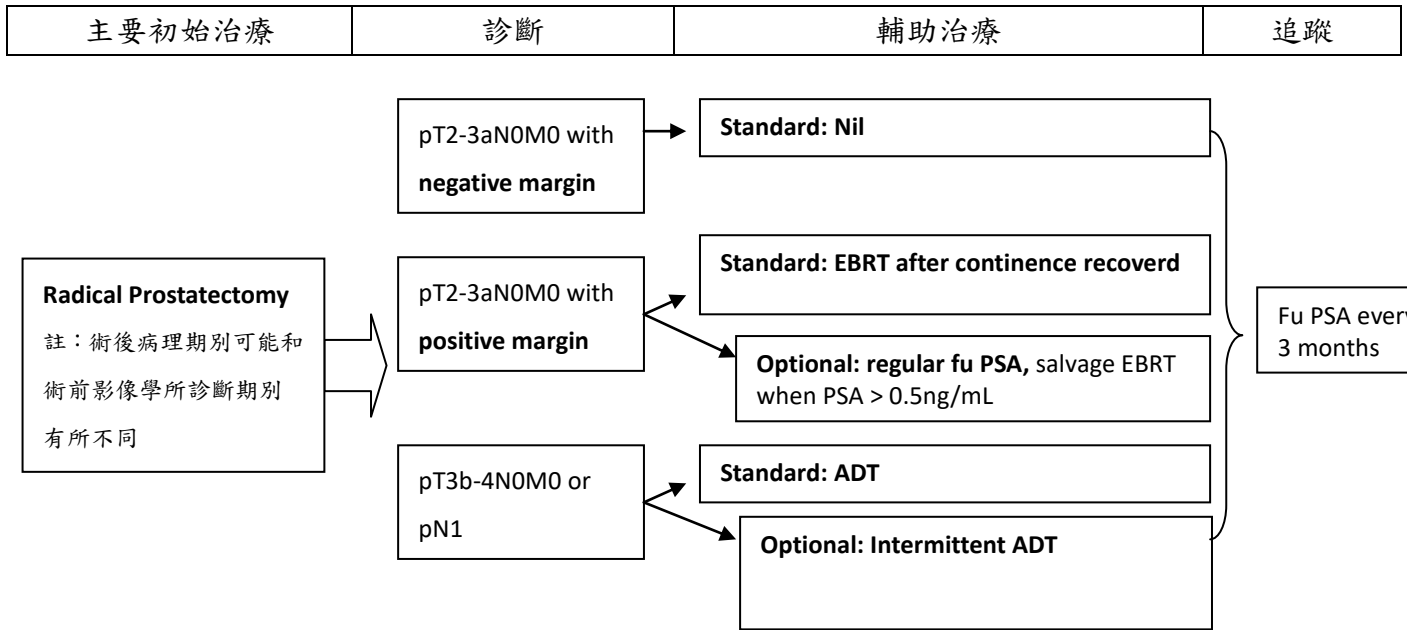 主要初始治療 診斷 輔助治療 追蹤
pT2-3aN0M0 with
negative margin
Standard: Nil
Radical Prostatectomy
註：術後病理期別可能和
術前影像學所診斷期別
有所不同
pT2-3aN0M0 with
positive margin
Standard: EBRT after continence recoverd
Optional: regular fu PSA, salvage EBRT
when PSA > 0.5ng/mL
pT3b-4N0M0 or
pN1
Standard: ADT
Optional: Intermittent ADT
Fu PSA every
3 months